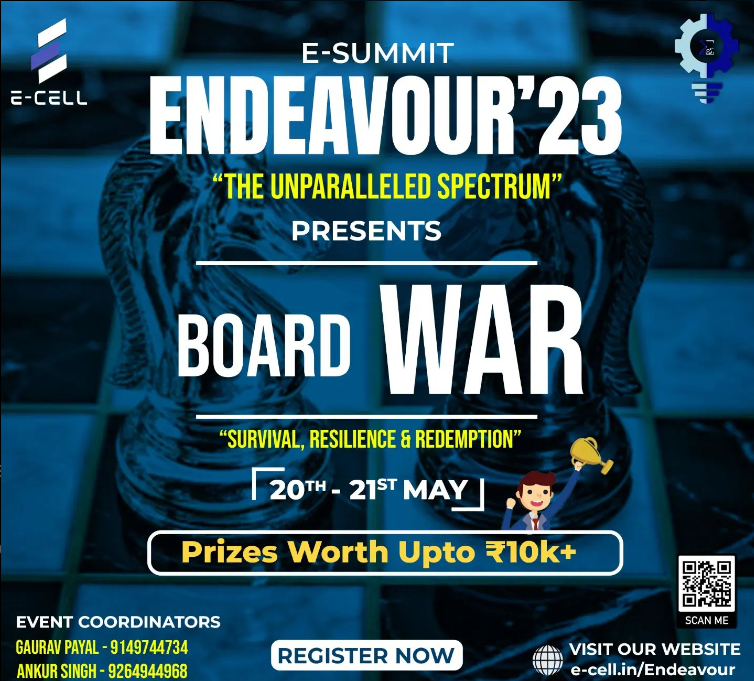 E-CELL
E-SUMMIT
ENDEAVOUR'23
“THE UNPARALLELED SPECTRUM”
PRESENTS
BOARD WAR
“SURVIVAL, RESILIENCE & REDEMPTION”
20TH - 21ST MAY
Prizes Worth Upto ₹10k+
SCAN ME
EVENT COORDINATORS
GAURAV PAYAL - 9149744734
ANKUR SINGH - 9264944968
REGISTER NOW
VISIT OUR WEBSITE
e-cell.in/Endeavour